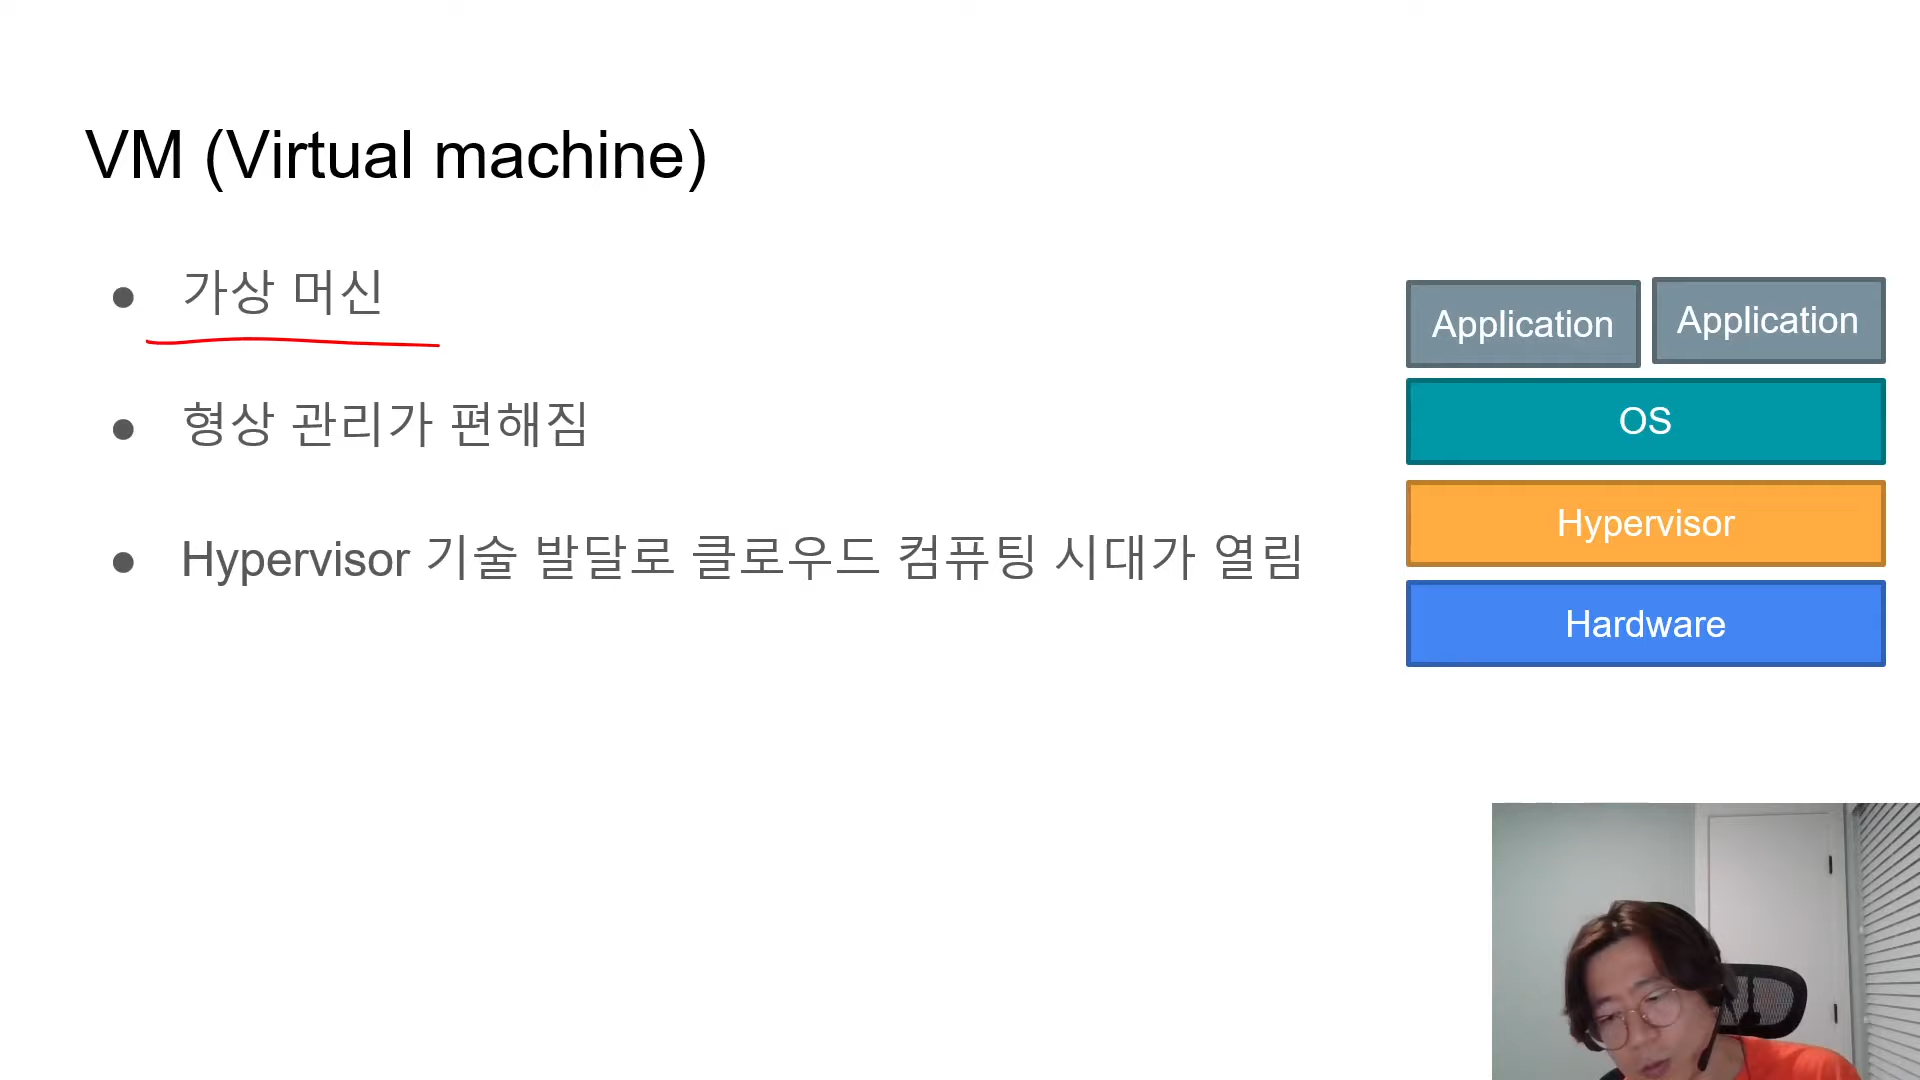 VM (Virtual machine)
● 가상 머신
● 형상 관리가 편해짐
● Hypervisor 기술 발달로 클로우드 컴퓨팅 시대가 열림
Application
Application
OS
Hypervisor
Hardware